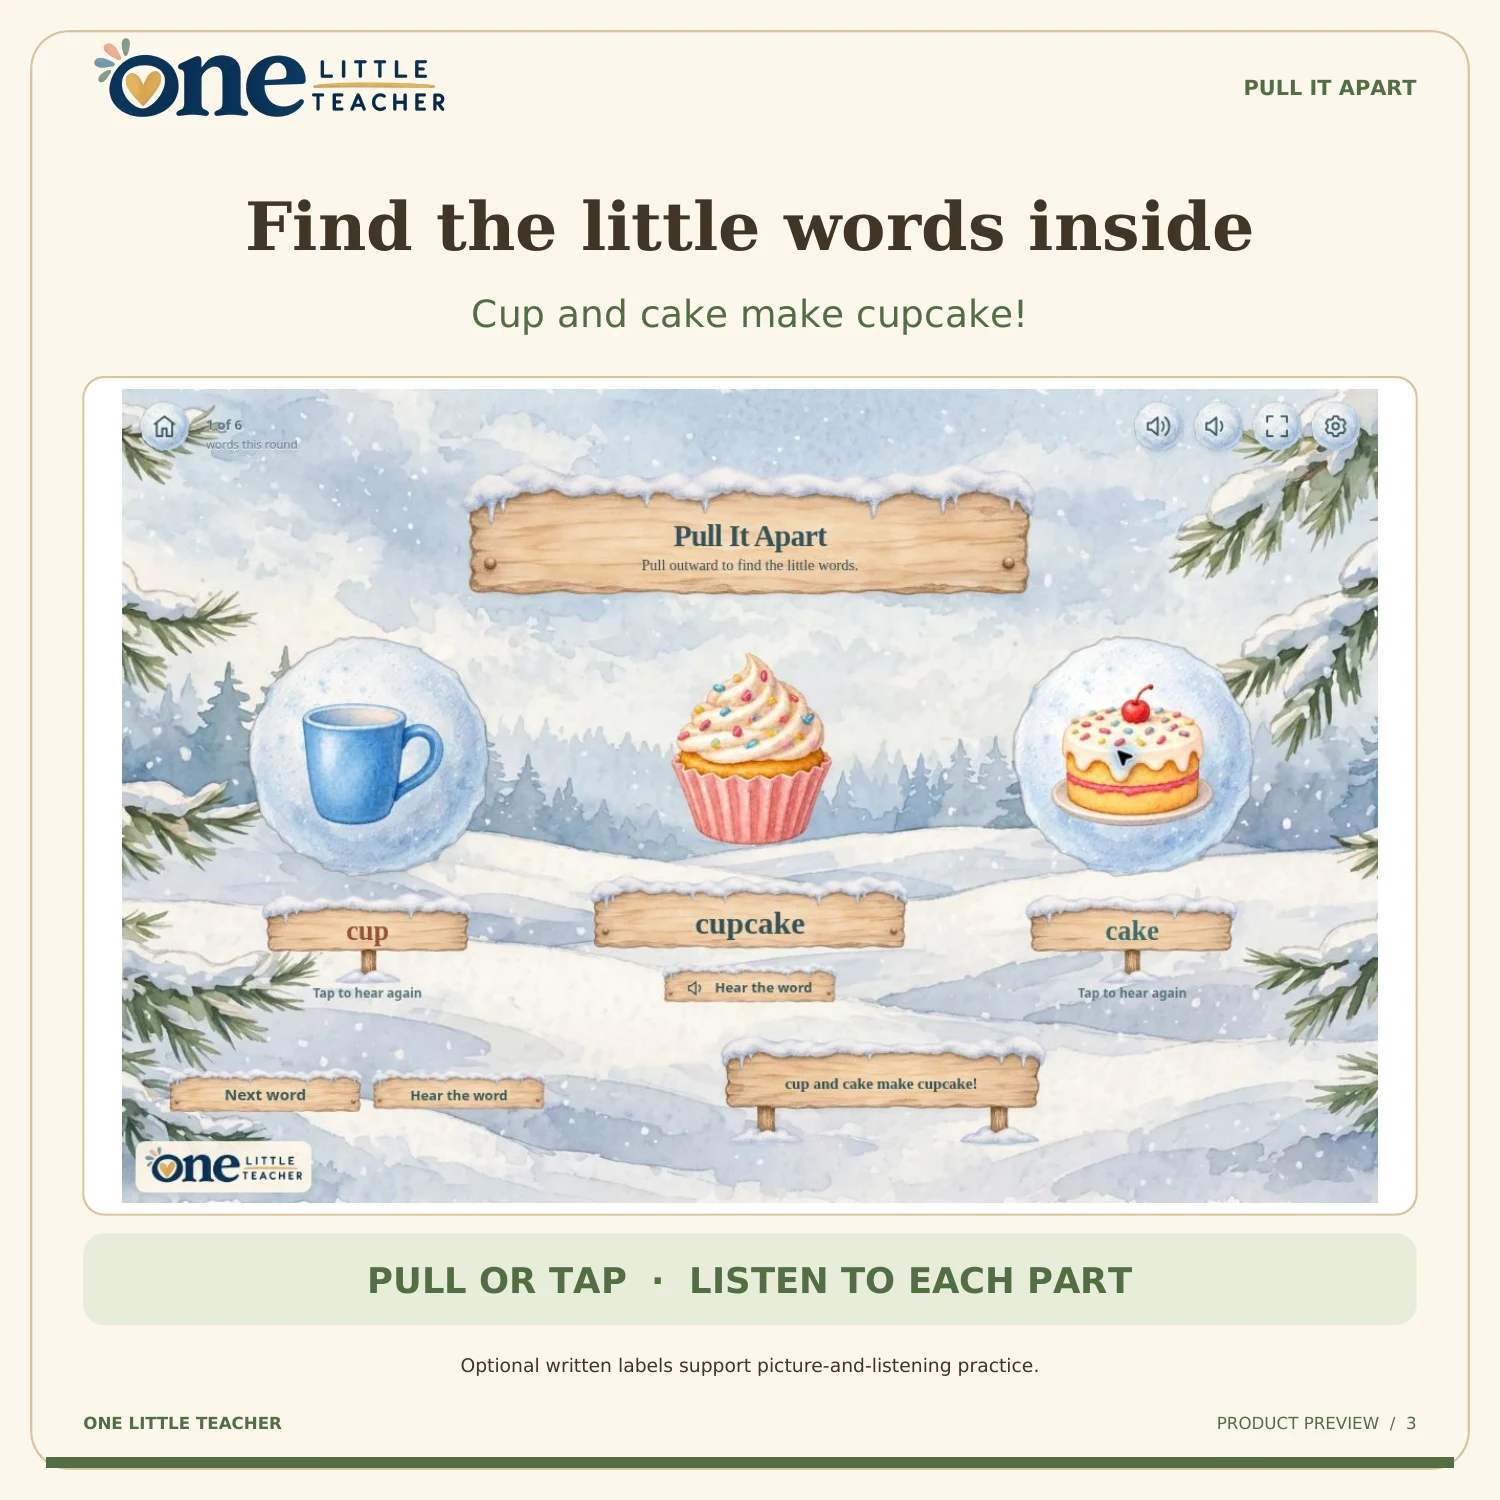 one LITTLE TEACHER
PULL IT APART
Find the little words inside
Cup and cake make cupcake!
1 of 6
words this round
Pull It Apart
Pull outward to find the little words.
cup
cupcake
cake
Tap to hear again
Hear the word
Tap to hear again
Next word
Hear the word
cup and cake make cupcake!
one LITTLE TEACHER
PULL OR TAP · LISTEN TO EACH PART
Optional written labels support picture-and-listening practice.
ONE LITTLE TEACHER
PRODUCT PREVIEW / 3